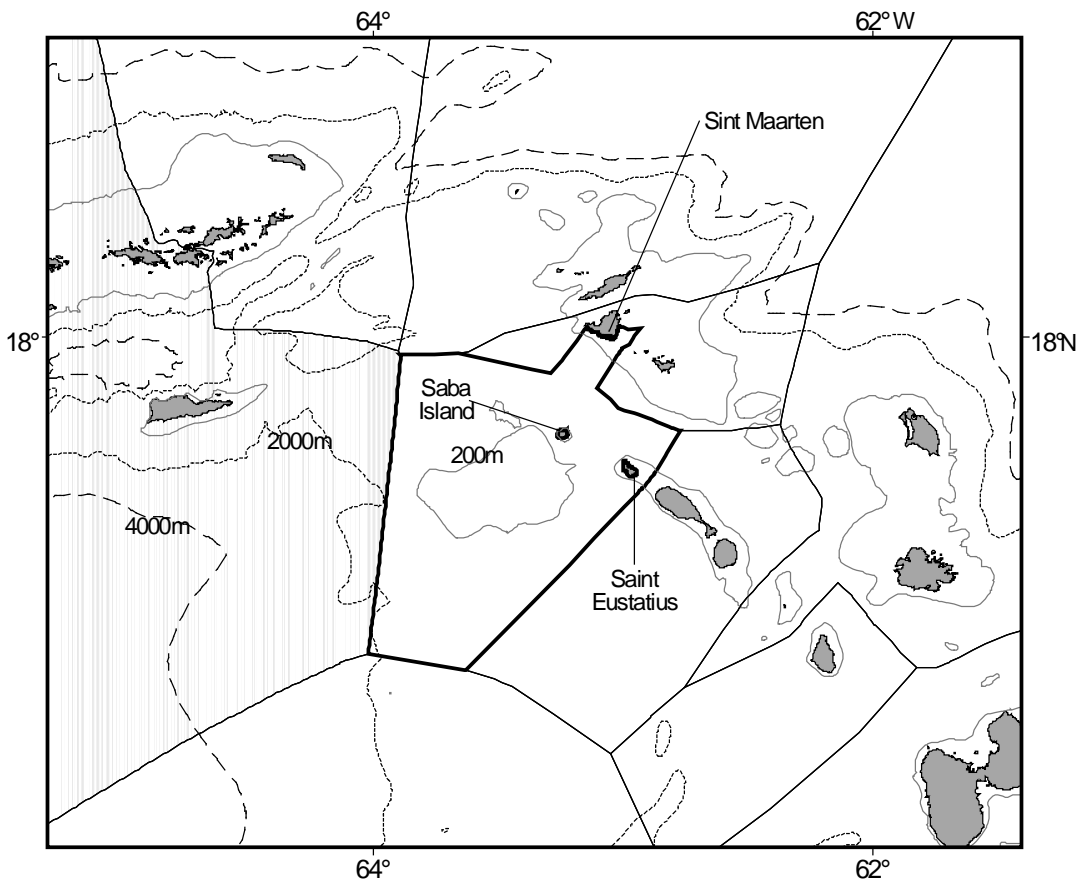 64°
62° W
Sint Maarten
18°
18°N
Saba
Island
2000m
200m
4000m
Saint
Eustatius
64°
62°